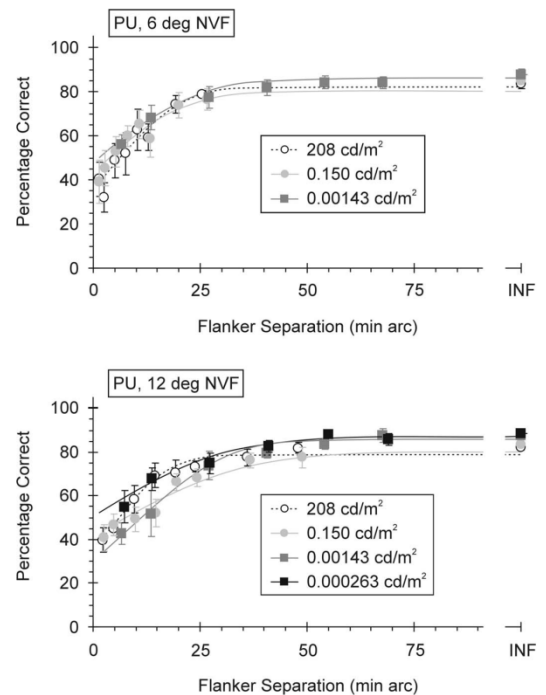 PU, 6 deg NVF
100
80
60
40
20
0
Percentage Correct
208 cd/m²
0.150 cd/m²
0.00143 cd/m²
0 25 50 75 INF
Flanker Separation (min arc)
PU, 12 deg NVF
100
80
60
40
20
0
Percentage Correct
208 cd/m²
0.150 cd/m²
0.00143 cd/m²
0.000263 cd/m²
0 25 50 75 INF
Flanker Separation (min arc)